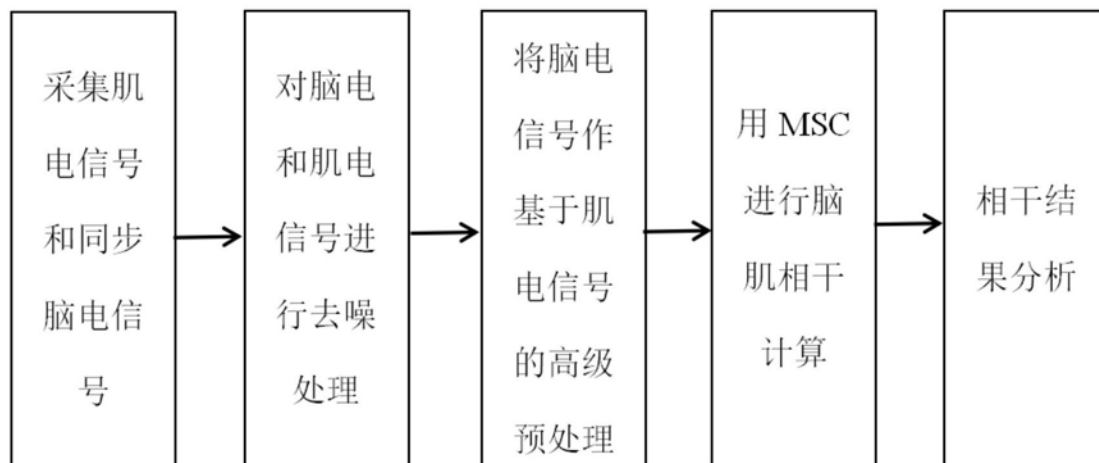 采集肌
电信号
和同步
脑电信
号
对脑电
和肌电
信号进
行去噪
处理
将脑电
信号作
基于肌
电信号
的高级
预处理
用 MSC
进行脑
肌相干
计算
相干结
果分析